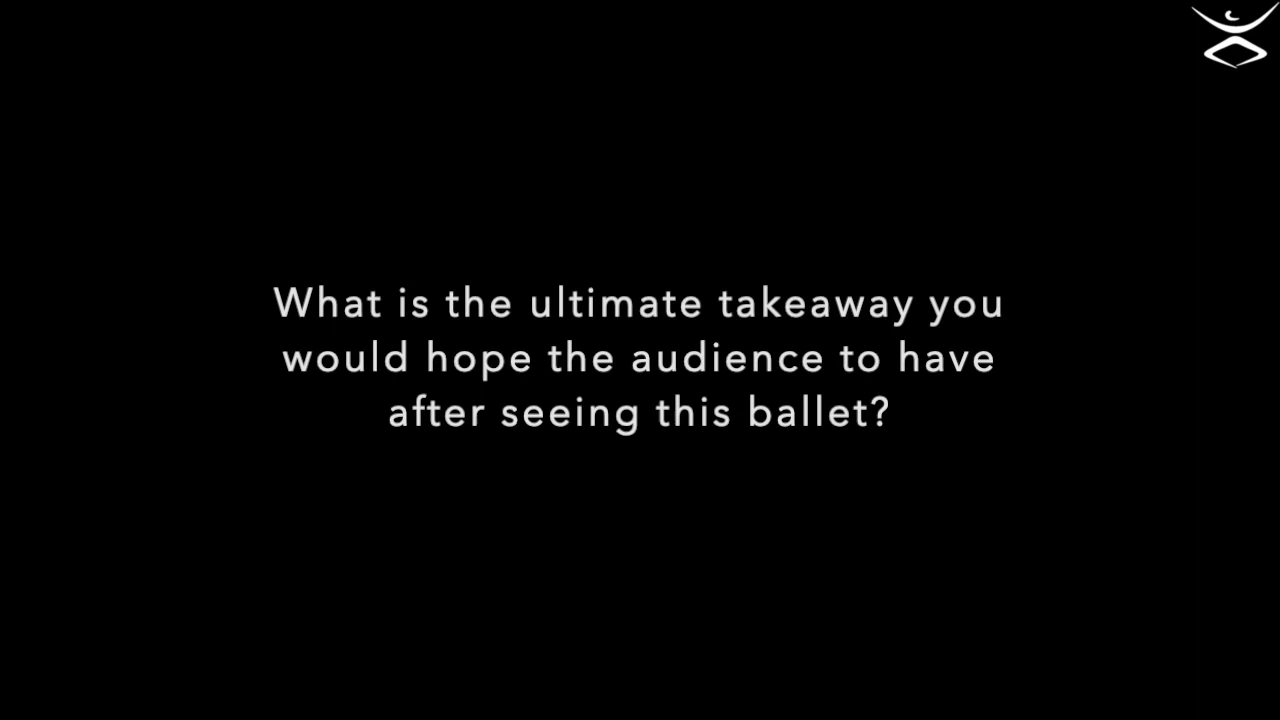 What is the ultimate takeaway you
would hope the audience to have
after seeing this ballet?